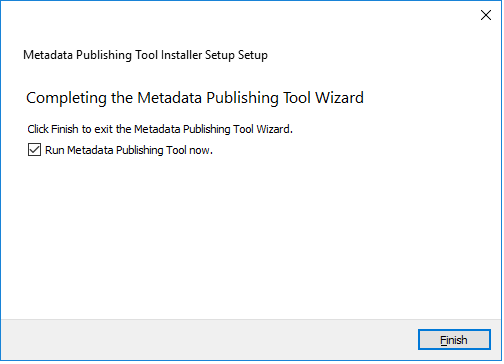 Metadata Publishing Tool Installer Setup Setup
Completing the Metadata Publishing Tool Wizard
Click Finish to exit the Metadata Publishing Tool Wizard.
Run Metadata Publishing Tool now.
Finish